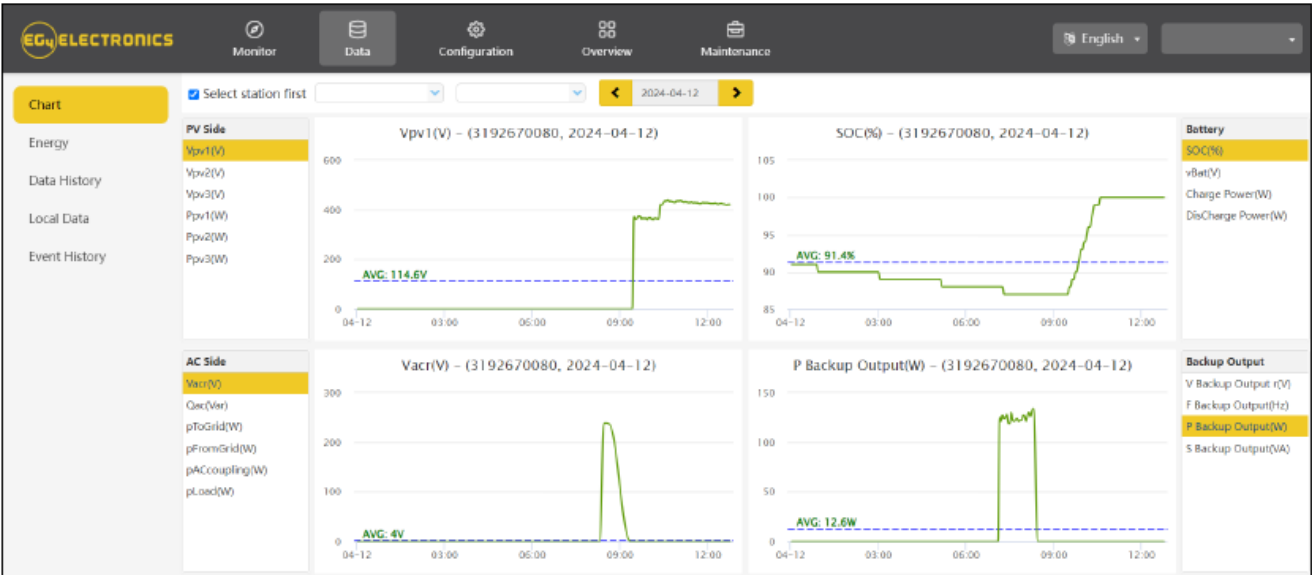 EG4 ELECTRONICS
Monitor
Data
Configuration
Overview
Maintenance
English
Chart
Energy
Data History
Local Data
Event History
Select station first
2024-04-12
PV Side
Vpv1(V)
Vpv2(V)
Vpv3(V)
Ppv1(W)
Ppv2(W)
Ppv3(W)
Vpv1(V) - (3192670080, 2024-04-12)
600
400
200
0
AVG: 114.6V
04-12 03:00 06:00 09:00 12:00
SOC(%) - (3192670080, 2024-04-12)
105
100
95
90
85
AVG: 91.4%
04-12 03:00 06:00 09:00 12:00
Battery
SOC(%)
vBat(V)
Charge Power(W)
DisCharge Power(W)
AC Side
Vacr(V)
Qac(Var)
pToGrid(W)
pFromGrid(W)
pACcoupling(W)
pLoad(W)
Vacr(V) - (3192670080, 2024-04-12)
300
200
100
0
AVG: 4V
04-12 03:00 06:00 09:00 12:00
P Backup Output(W) - (3192670080, 2024-04-12)
150
100
50
0
AVG: 12.6W
04-12 03:00 06:00 09:00 12:00
Backup Output
V Backup Output r(V)
F Backup Output(Hz)
P Backup Output(W)
S Backup Output(VA)